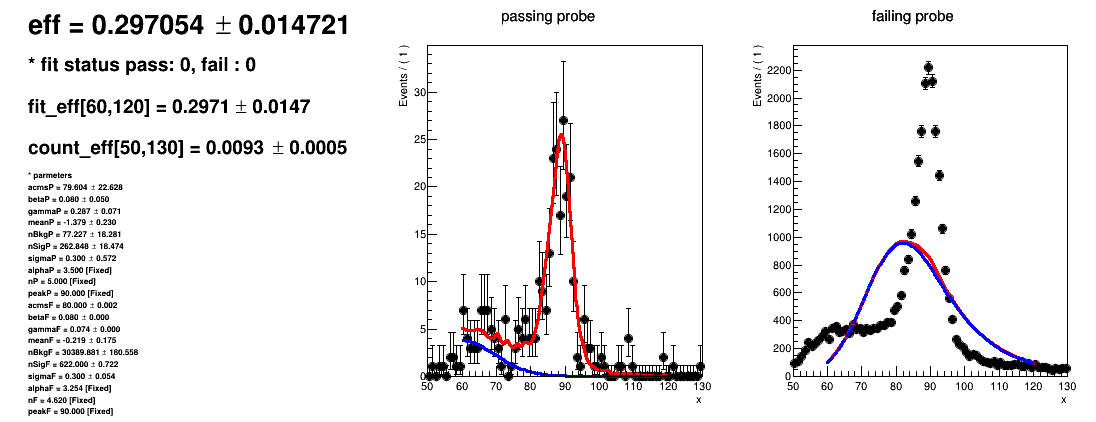 eff = 0.297054 ± 0.014721
* fit status pass: 0, fail : 0
fit_eff[60,120] = 0.2971 ± 0.0147
count_eff[50,130] = 0.0093 ± 0.0005
* parmeters
acmsP = 79.604 ± 22.628
betaP = 0.080 ± 0.050
gammaP = 0.287 ± 0.071
meanP = -1.379 ± 0.230
nBkgP = 77.227 ± 18.281
nSigP = 262.848 ± 18.474
sigmaP = 0.300 ± 0.572
alphaP = 3.500 [Fixed]
nP = 5.000 [Fixed]
peakP = 90.000 [Fixed]
acmsF = 80.000 ± 0.002
betaF = 0.080 ± 0.000
gammaF = 0.074 ± 0.000
meanF = -0.219 ± 0.175
nBkgF = 30389.881 ± 180.558
nSigF = 622.000 ± 0.722
sigmaF = 0.300 ± 0.054
alphaF = 3.254 [Fixed]
nF = 4.620 [Fixed]
peakF = 90.000 [Fixed]
passing probe
Events / ( 1 )
30
25
20
15
10
5
0
50 60 70 80 90 100 110 120 130
x
failing probe
Events / ( 1 )
2200
2000
1800
1600
1400
1200
1000
800
600
400
200
0
50 60 70 80 90 100 110 120 130
x